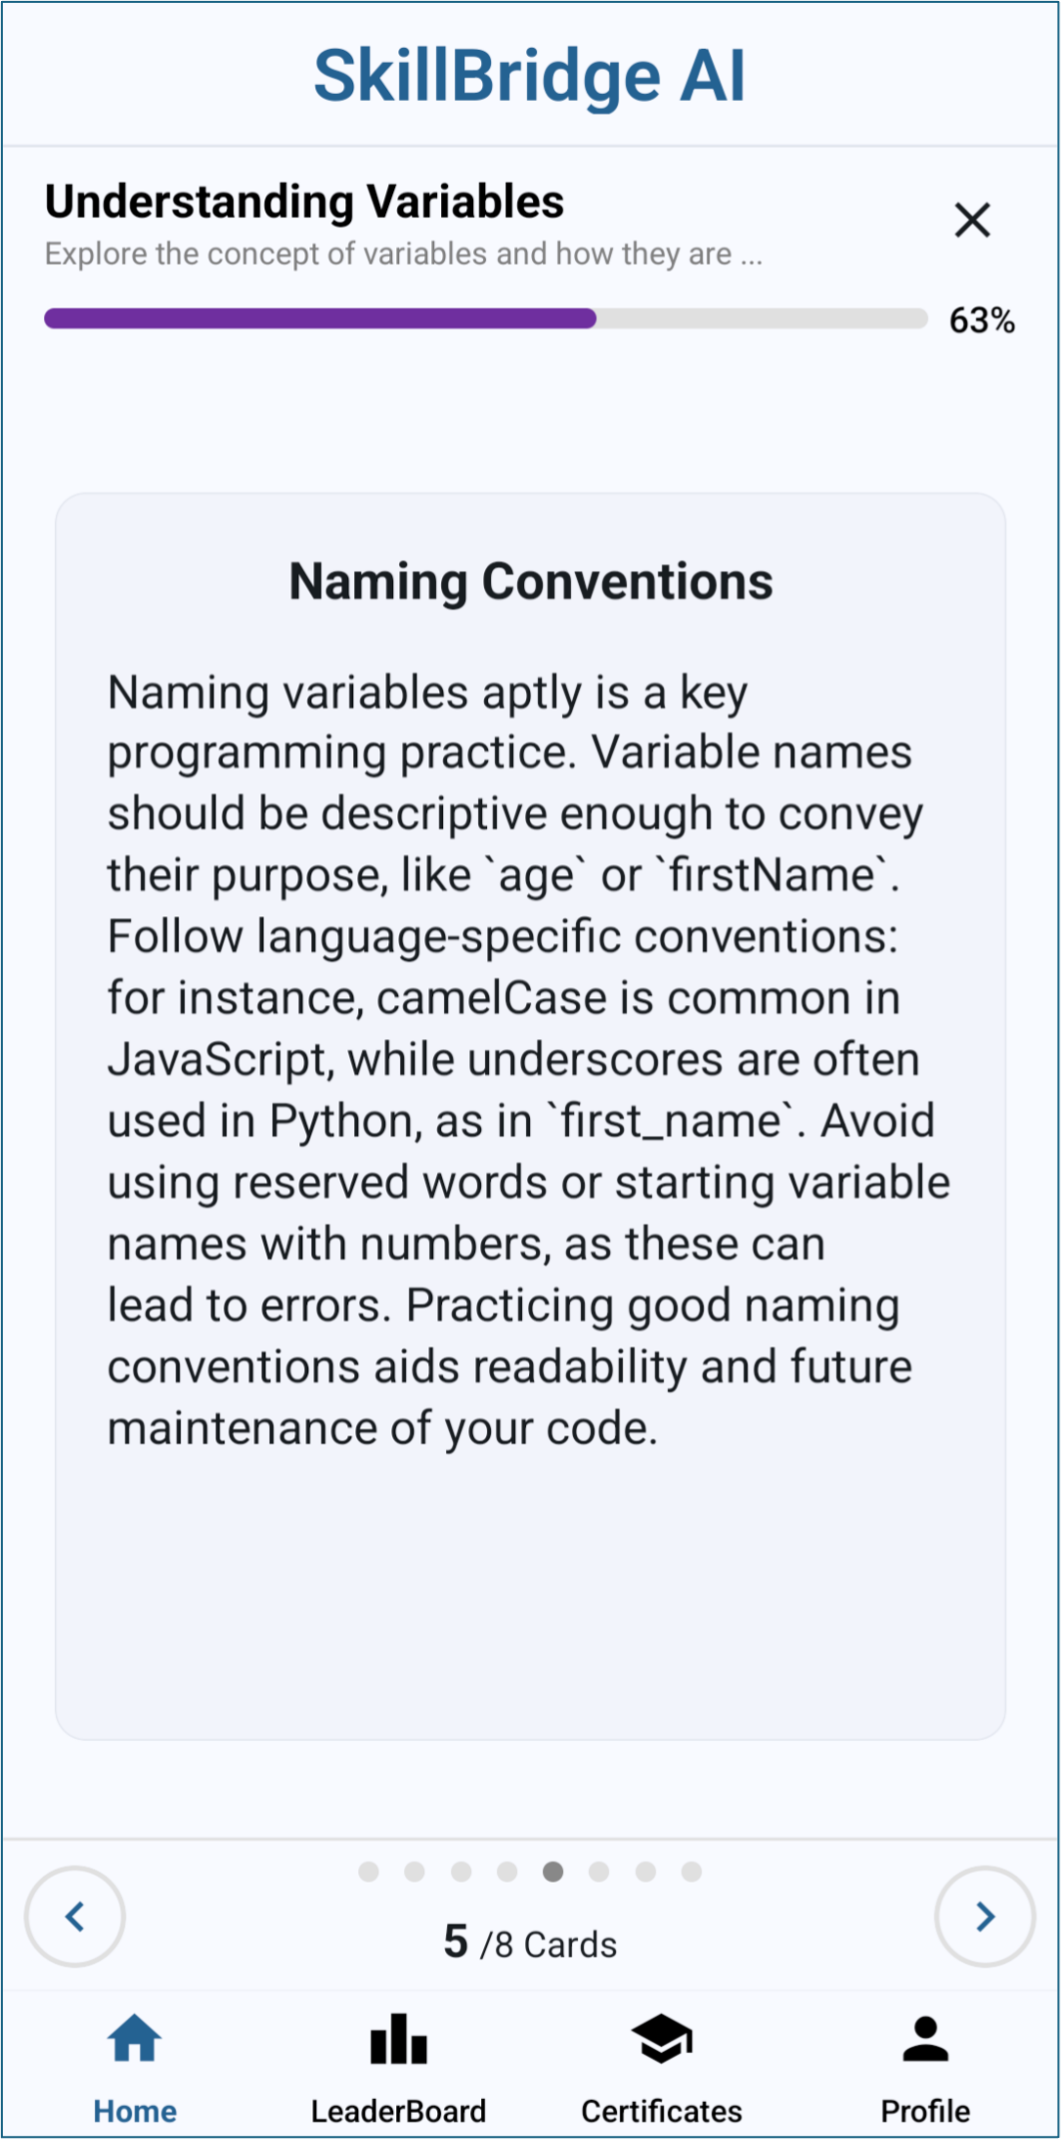 SkillBridge AI
Understanding Variables
Explore the concept of variables and how they are ...
63%
Naming Conventions
Naming variables aptly is a key
programming practice. Variable names
should be descriptive enough to convey
their purpose, like `age` or `firstName`.
Follow language-specific conventions:
for instance, camelCase is common in
JavaScript, while underscores are often
used in Python, as in `first_name`. Avoid
using reserved words or starting variable
names with numbers, as these can
lead to errors. Practicing good naming
conventions aids readability and future
maintenance of your code.
5 /8 Cards
Home LeaderBoard Certificates Profile